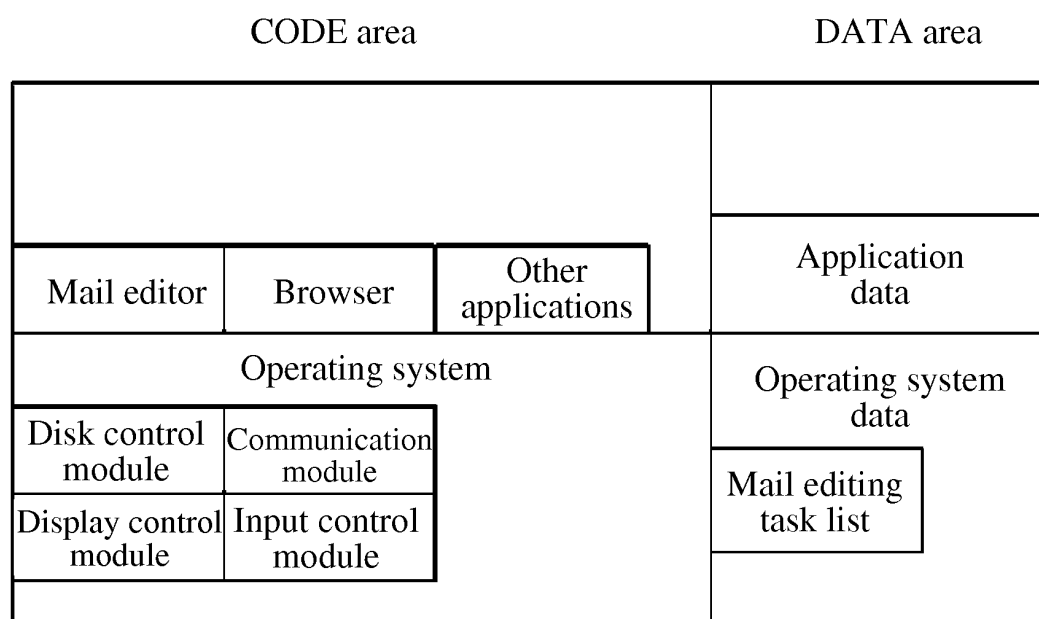 CODE area
DATA area
Mail editor
Browser
Other
applications
Application
data
Operating system
Operating system
data
Disk control
module
Communication
module
Display control
module
Input control
module
Mail editing
task list